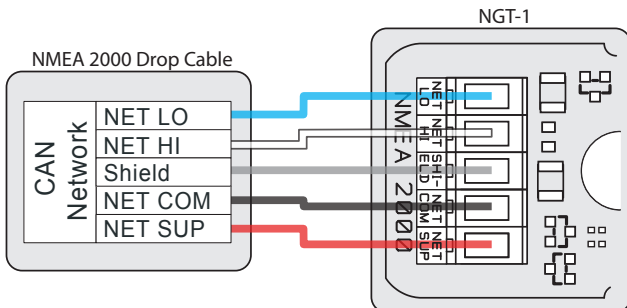 NGT-1
NMEA 2000 Drop Cable
CAN
Network
NET LO
NET HI
Shield
NET COM
NET SUP
NMEA 2000
NET
LO
NET
HI
SHI-
ELD
NET
COM
NET
SUP